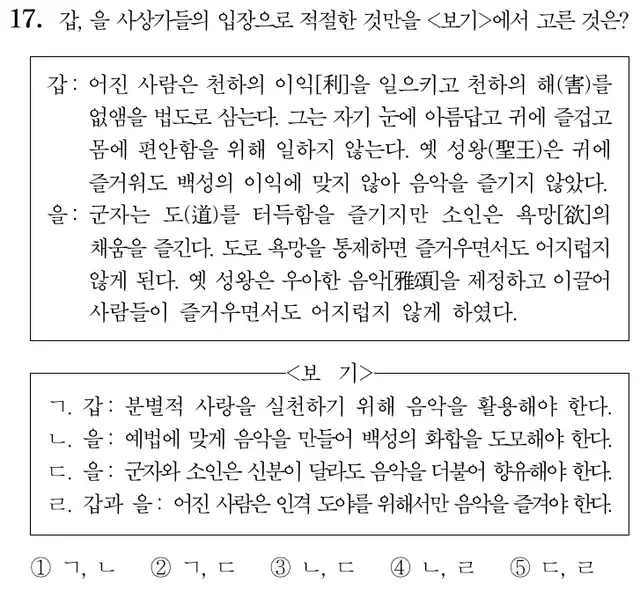 17. 갑, 을 사상가들의 입장으로 적절한 것만을 <보기>에서 고른 것은?
갑 : 어진 사람은 천하의 이익[利]을 일으키고 천하의 해(害)를
없앰을 법도로 삼는다. 그는 자기 눈에 아름답고 귀에 즐겁고
몸에 편안함을 위해 일하지 않는다. 옛 성왕(聖王)은 귀에
즐거워도 백성의 이익에 맞지 않아 음악을 즐기지 않았다.
을 : 군자는 도(道)를 터득함을 즐기지만 소인은 욕망[欲]의
채움을 즐긴다. 도로 욕망을 통제하면 즐거우면서도 어지럽지
않게 된다. 옛 성왕은 우아한 음악[雅頌]을 제정하고 이끌어
사람들이 즐거우면서도 어지럽지 않게 하였다.
<보 기>
ㄱ. 갑 : 분별적 사랑을 실천하기 위해 음악을 활용해야 한다.
ㄴ. 을 : 예법에 맞게 음악을 만들어 백성의 화합을 도모해야 한다.
ㄷ. 을 : 군자와 소인은 신분이 달라도 음악을 더불어 향유해야 한다.
ㄹ. 갑과 을 : 어진 사람은 인격 도야를 위해서만 음악을 즐겨야 한다.
① ㄱ, ㄴ ② ㄱ, ㄷ ③ ㄴ, ㄷ ④ ㄴ, ㄹ ⑤ ㄷ, ㄹ